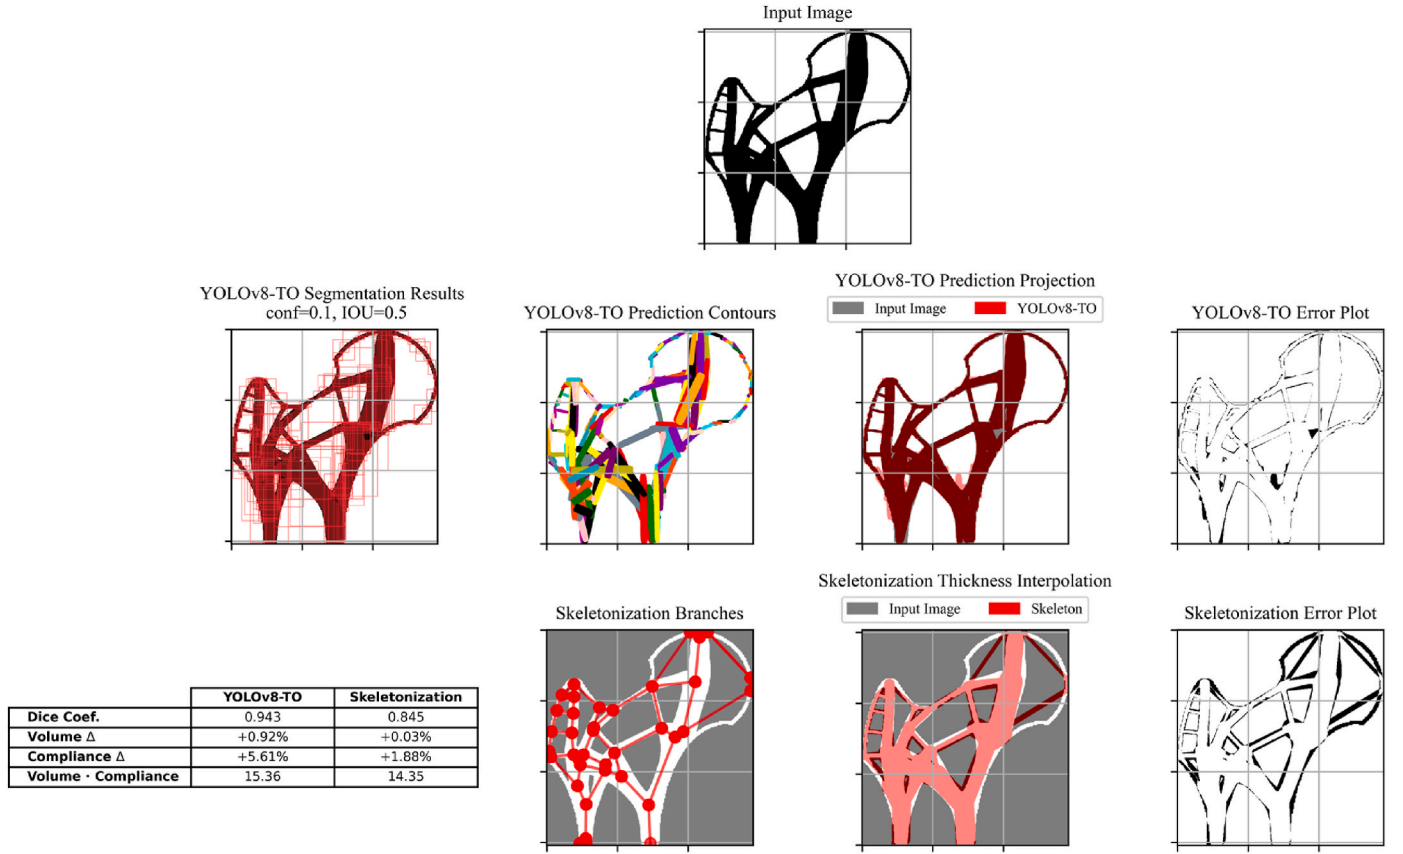 Input Image
YOLOv8-TO Segmentation Results
conf=0.1, IOU=0.5
YOLOv8-TO Prediction Contours
YOLOv8-TO Prediction Projection
Input Image YOLOv8-TO
YOLOv8-TO Error Plot
Skeletonization Branches
Skeletonization Thickness Interpolation
Input Image Skeleton
Skeletonization Error Plot
YOLOv8-TO Skeletonization
Dice Coef. 0.943 0.845
Volume Δ +0.92% +0.03%
Compliance Δ +5.61% +1.88%
Volume · Compliance 15.36 14.35